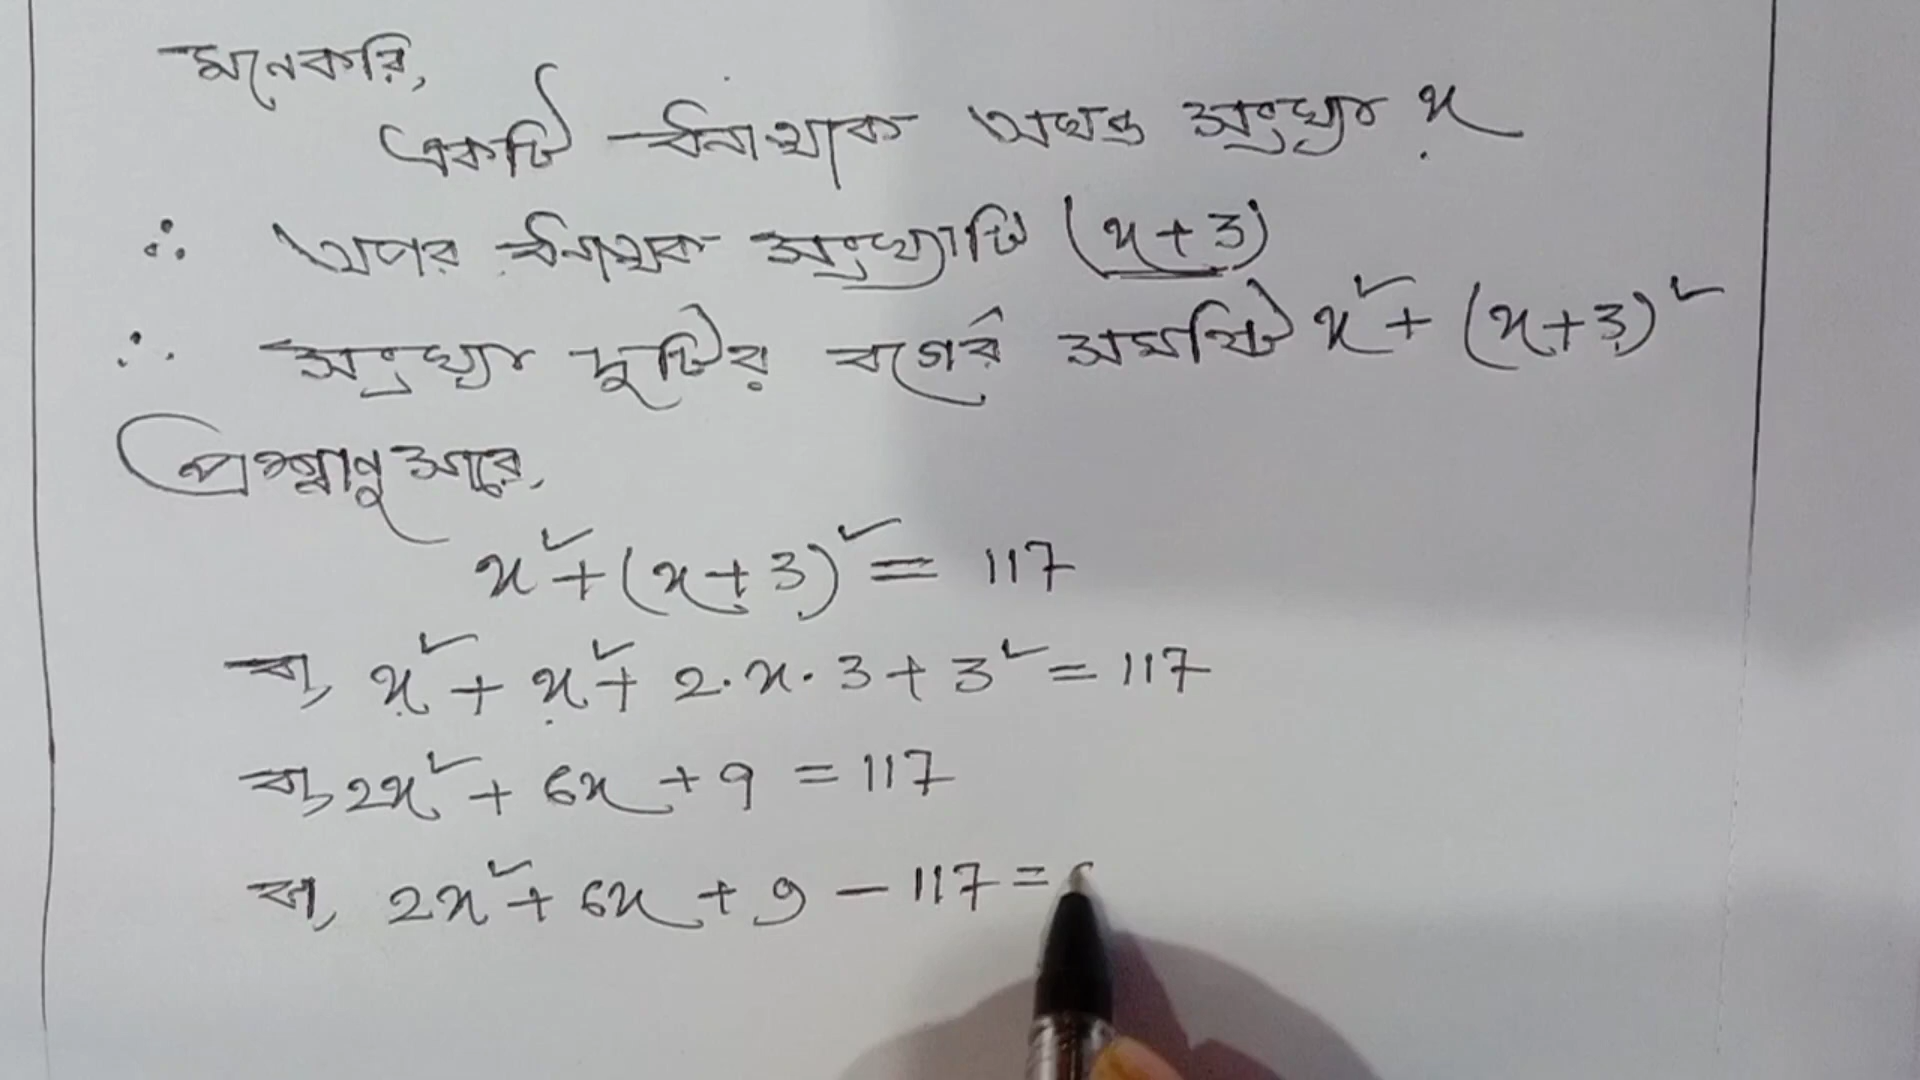 মনেকরি,
একটি ধনাত্মক অখন্ড সংখ্যা x
∴ অপর ধনাত্মক সংখ্যাটি (x+3)
∴ সংখ্যা দুটির বর্গের সমষ্টি x² + (x+3)²
প্রশ্নানুসারে,
x² + (x+3)² = 117
বা, x² + x² + 2·x·3 + 3² = 117
বা, 2x² + 6x + 9 = 117
বা, 2x² + 6x + 9 − 117 =